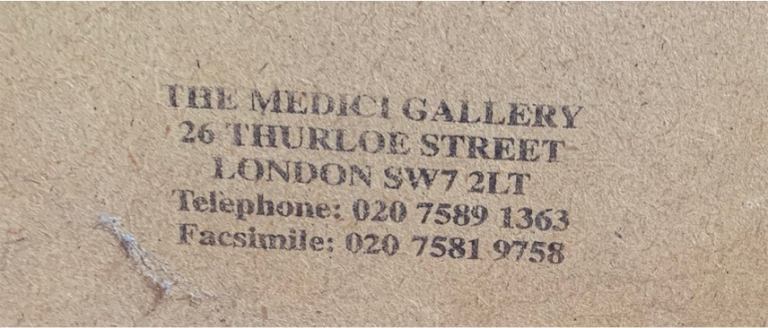 THE MEDICI GALLERY
26 THURLOE STREET
LONDON SW7 2LT
Telephone: 020 7589 1363
Facsimile: 020 7581 9758